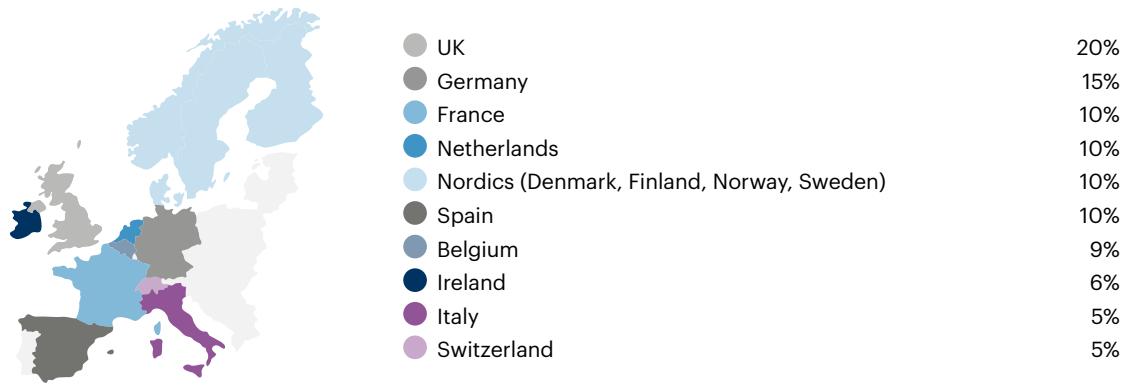 UK 20%
Germany 15%
France 10%
Netherlands 10%
Nordics (Denmark, Finland, Norway, Sweden) 10%
Spain 10%
Belgium 9%
Ireland 6%
Italy 5%
Switzerland 5%